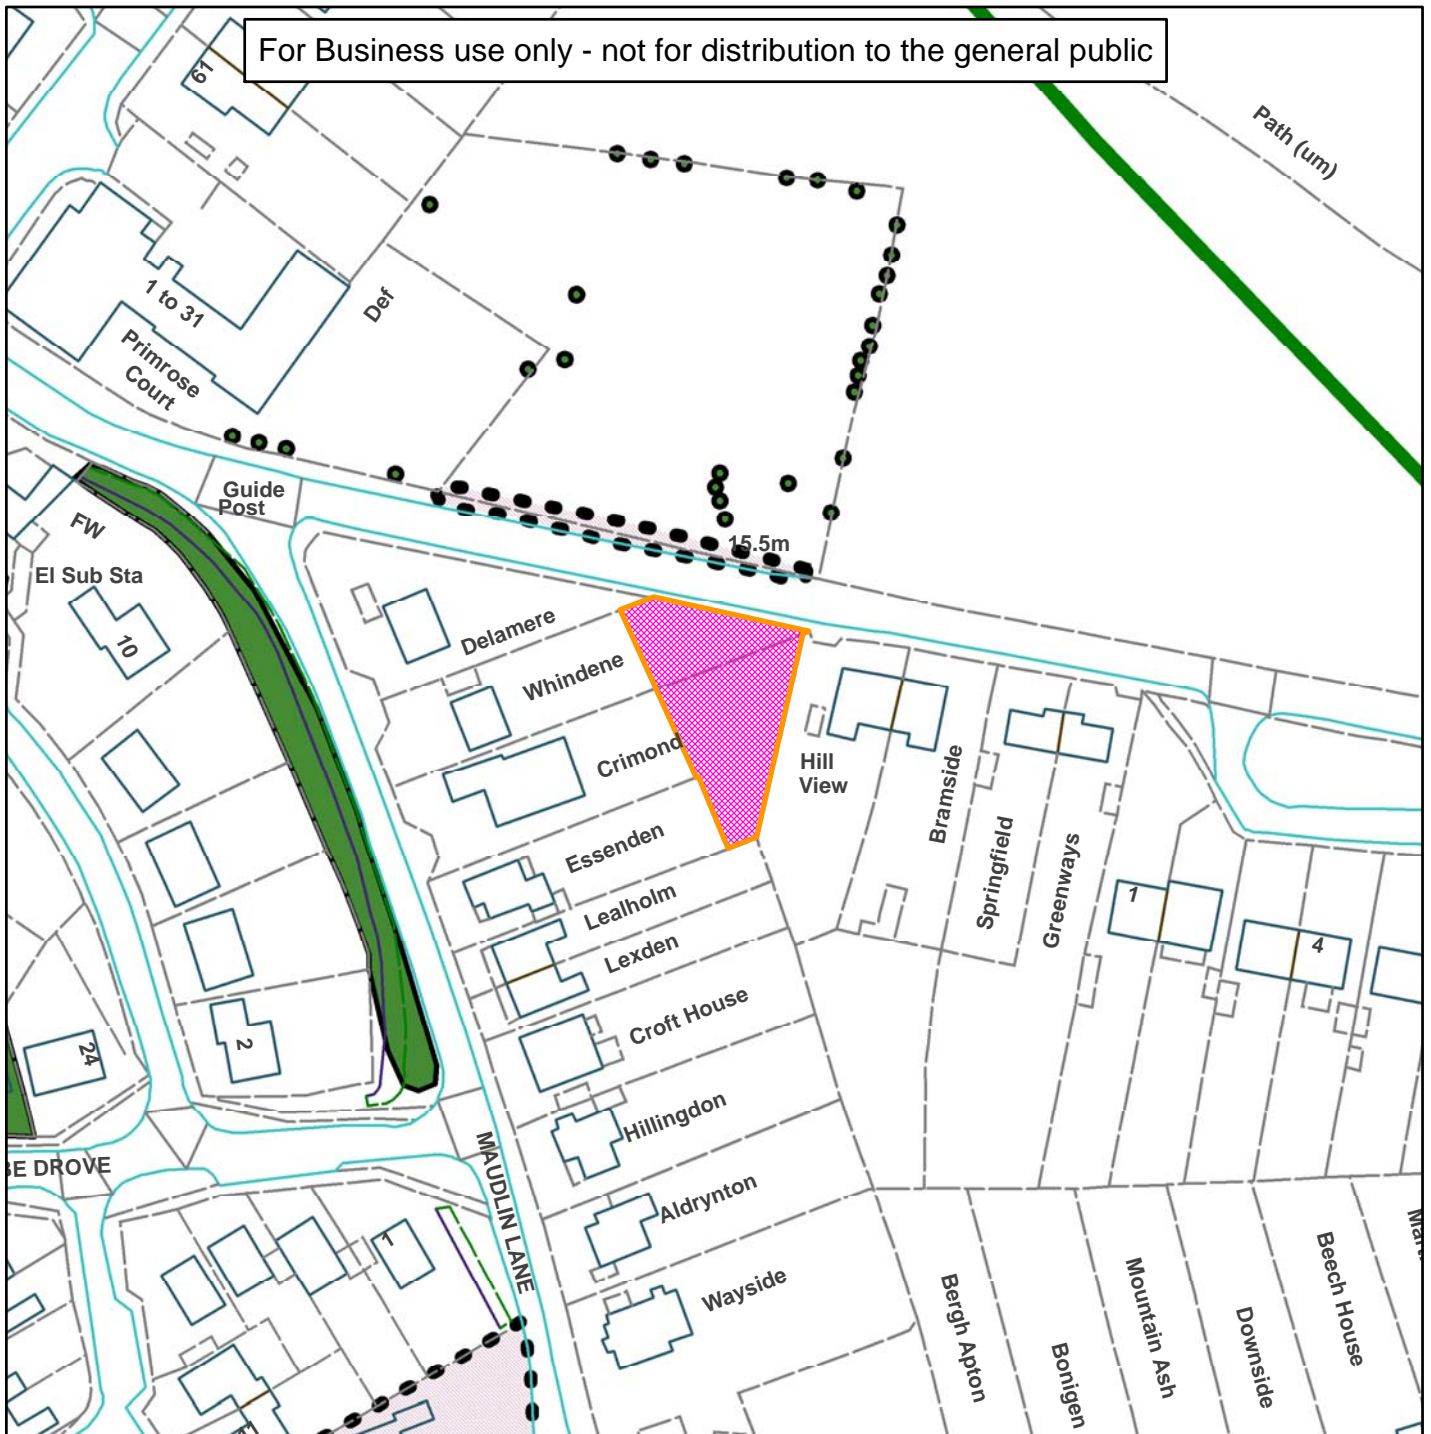 For Business use only - not for distribution to the general public
61
Path (um)
1 to 31
Def
Primrose
Court
Guide
Post
FW
15.5m
El Sub Sta
10
Delamere
Whindene
Crimond
Hill
View
Bramside
Essenden
Springfield
Greenways
Lealholm
1
Lexden
4
Croft House
24
2
Hillingdon
BE DROVE
MAUDLIN LANE
Aldrynton
1
Wayside
Bergh Apton
Bonigen
Mountain Ash
Downside
Beech House